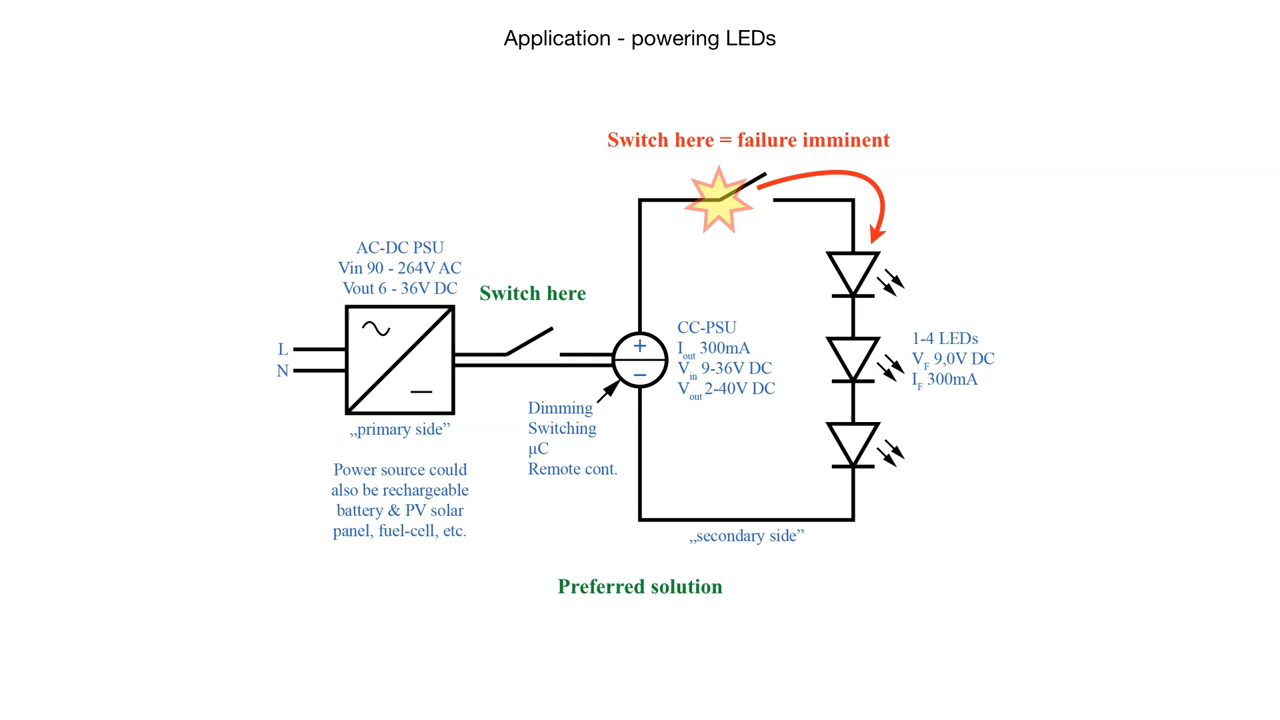 Application - powering LEDs
Switch here = failure imminent
AC-DC PSU
Vin 90 - 264V AC
Vout 6 - 36V DC
Switch here
L
N
+
−
CC-PSU
Iout 300mA
Vin 9-36V DC
Vout 2-40V DC
1-4 LEDs
VF 9,0V DC
IF 300mA
Dimming
Switching
µC
Remote cont.
„primary side”
Power source could
also be rechargeable
battery & PV solar
panel, fuel-cell, etc.
„secondary side”
Preferred solution